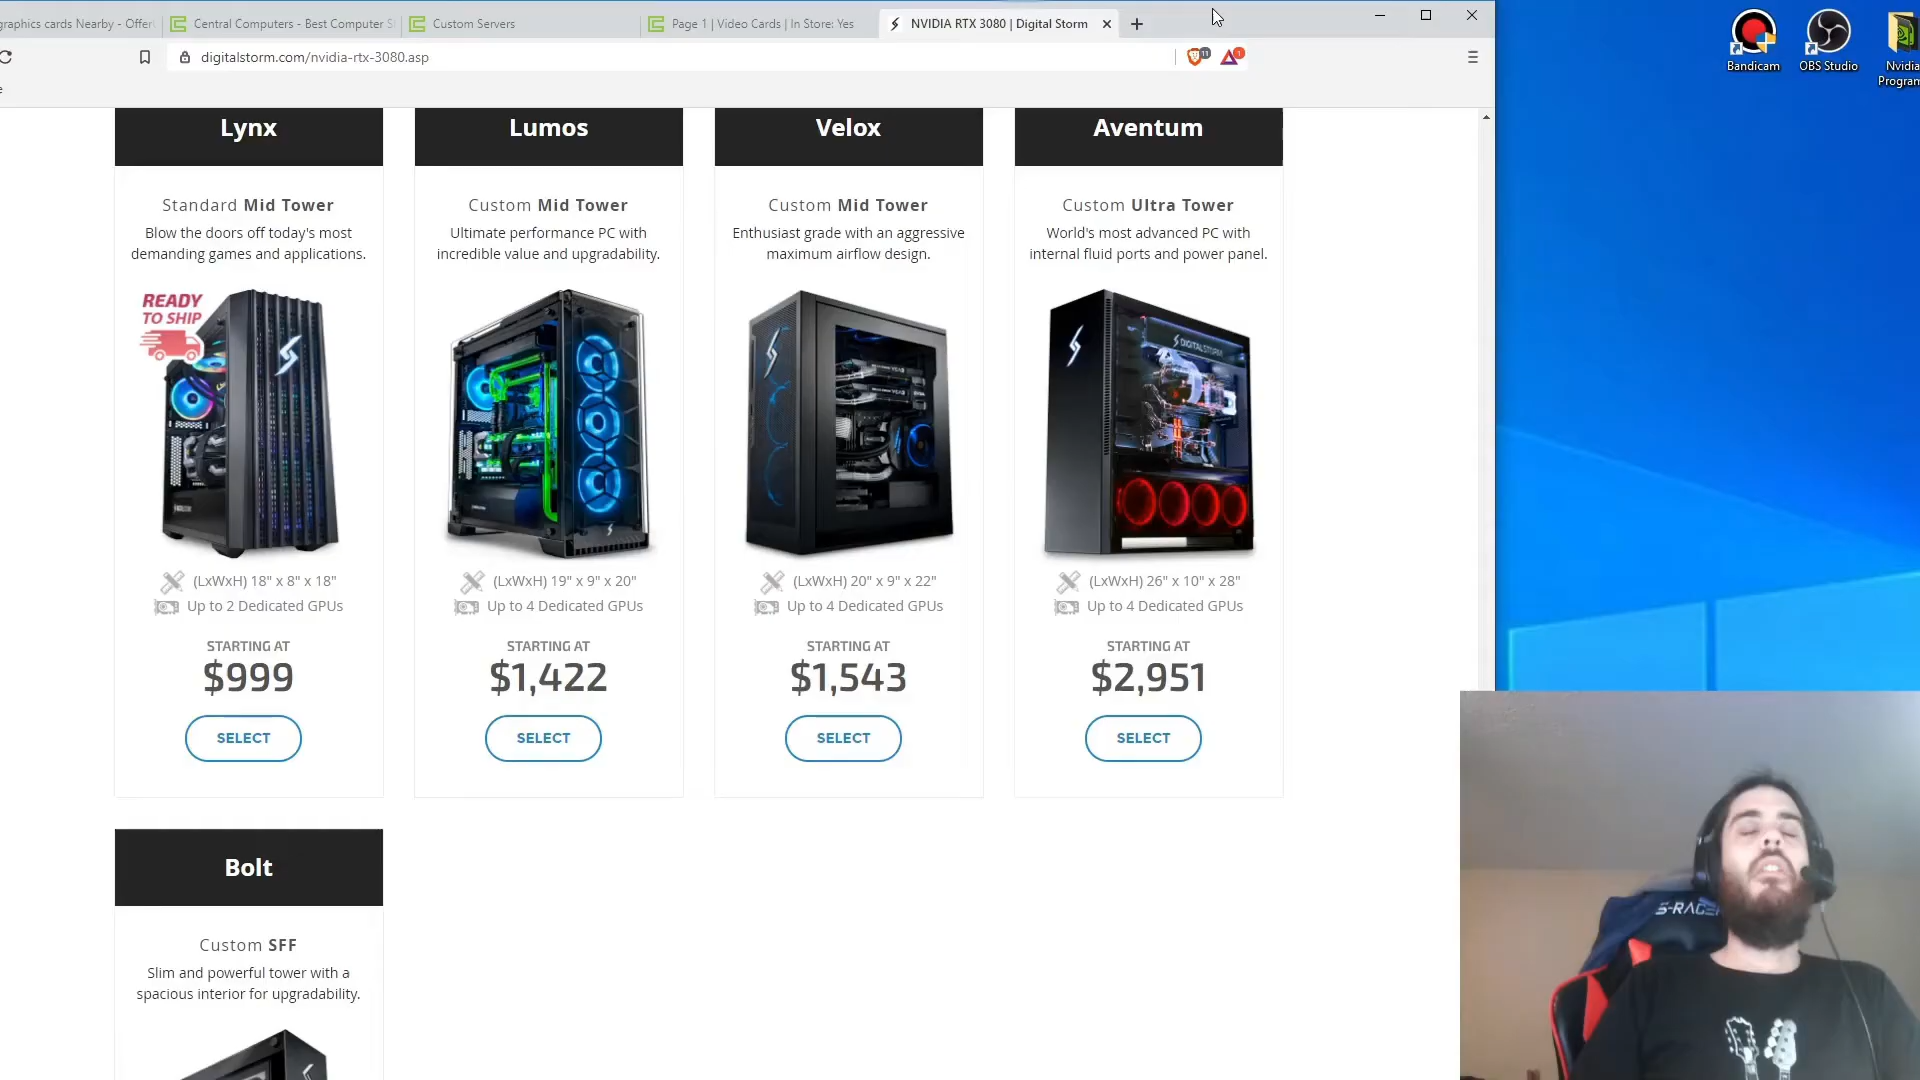 graphics cards Nearby - Offer
Central Computers - Best Computer S
Custom Servers
Page 1 | Video Cards | In Store: Yes
NVIDIA RTX 3080 | Digital Storm
digitalstorm.com/nvidia-rtx-3080.asp
11
1
Bandicam
OBS Studio
Nvidia
Program
Lynx
Standard Mid Tower
Blow the doors off today's most
demanding games and applications.
READY
TO SHIP
(LxWxH) 18" x 8" x 18"
Up to 2 Dedicated GPUs
STARTING AT
$999
SELECT
Lumos
Custom Mid Tower
Ultimate performance PC with
incredible value and upgradability.
(LxWxH) 19" x 9" x 20"
Up to 4 Dedicated GPUs
STARTING AT
$1,422
SELECT
Velox
Custom Mid Tower
Enthusiast grade with an aggressive
maximum airflow design.
(LxWxH) 20" x 9" x 22"
Up to 4 Dedicated GPUs
STARTING AT
$1,543
SELECT
Aventum
Custom Ultra Tower
World's most advanced PC with
internal fluid ports and power panel.
DIGITALSTORM
(LxWxH) 26" x 10" x 28"
Up to 4 Dedicated GPUs
STARTING AT
$2,951
SELECT
Bolt
Custom SFF
Slim and powerful tower with a
spacious interior for upgradability.
S-RACER